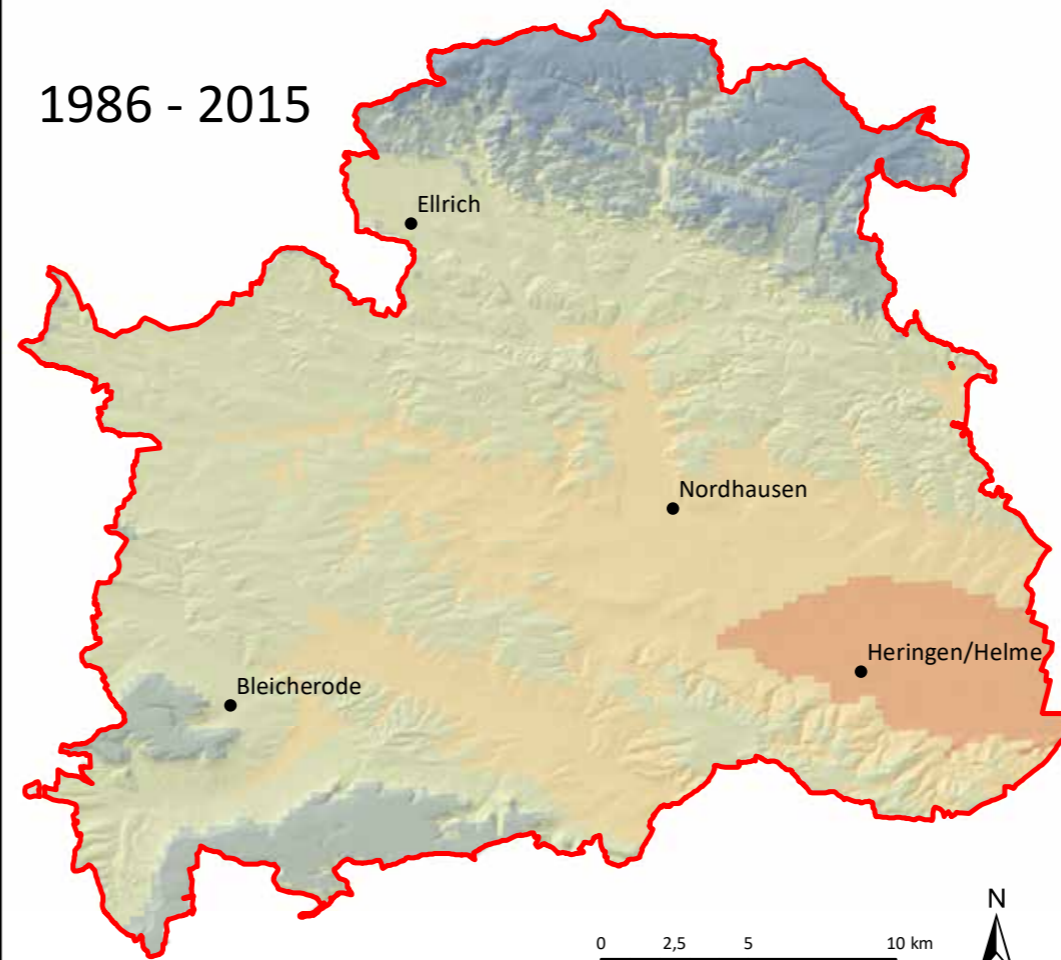 1986 - 2015
Ellrich
Nordhausen
Heringen/Helme
Bleicherode
N
0 2,5 5 10 km